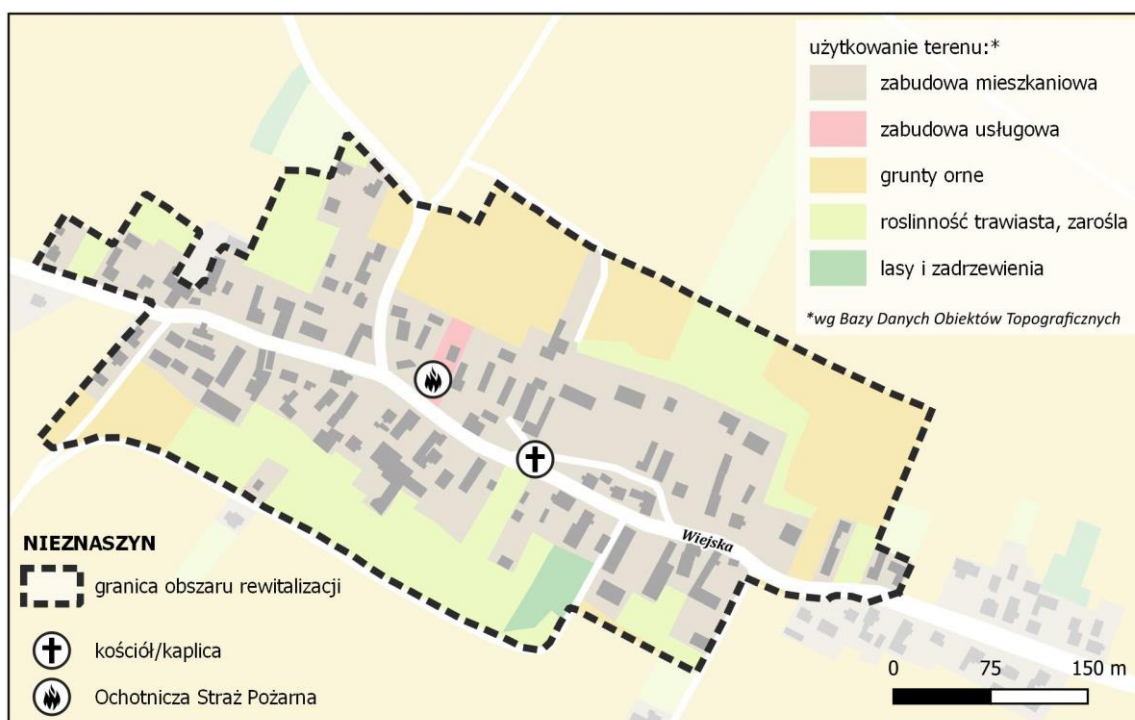 użytkowanie terenu:*
zabudowa mieszkaniowa
zabudowa usługowa
grunty orne
roslinność trawiasta, zarośla
lasy i zadrzewienia
*wg Bazy Danych Obiektów Topograficznych
Wiejska
NIEZNASZYN
granica obszaru rewitalizacji
kościół/kaplica
Ochotnicza Straż Pożarna
0 75 150 m